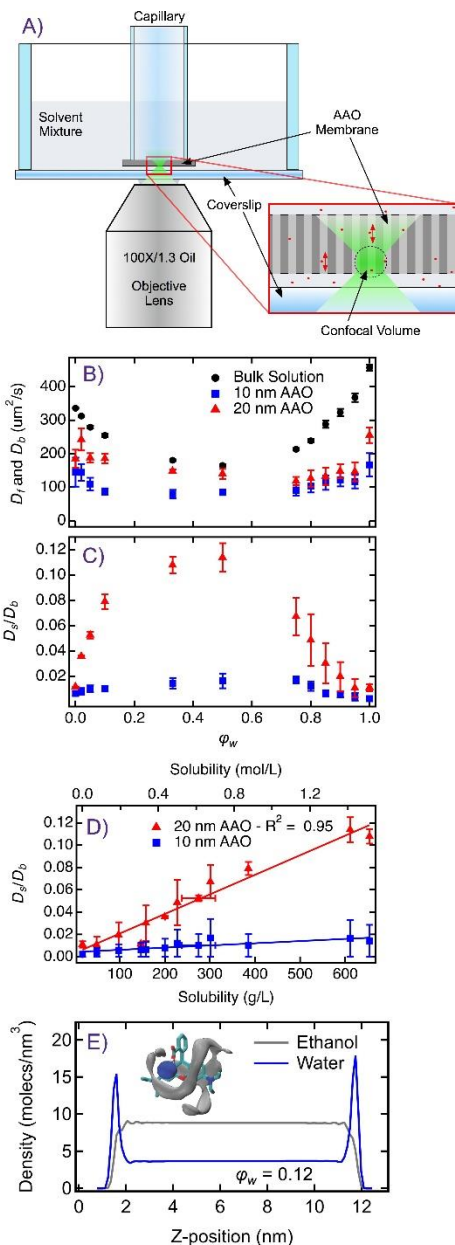 A)
Capillary
Solvent
Mixture
AAO
Membrane
Coverslip
100X/1.3 Oil
Objective
Lens
Confocal Volume
B)
Bulk Solution
10 nm AAO
20 nm AAO
400
300
200
100
0
Df and Db (um²/s)
C)
0.12
0.10
0.08
0.06
0.04
0.02
Ds/Db
0.0 0.2 0.4 0.6 0.8 1.0
φw
Solubility (mol/L)
0.0 0.4 0.8 1.2
D)
20 nm AAO - R² = 0.95
10 nm AAO
0.12
0.10
0.08
0.06
0.04
0.02
0.00
Ds/Db
100 200 300 400 500 600
Solubility (g/L)
E)
Ethanol
Water
20
15
10
5
0
Density (molecs/nm³)
φw = 0.12
0 2 4 6 8 10 12
Z-position (nm)